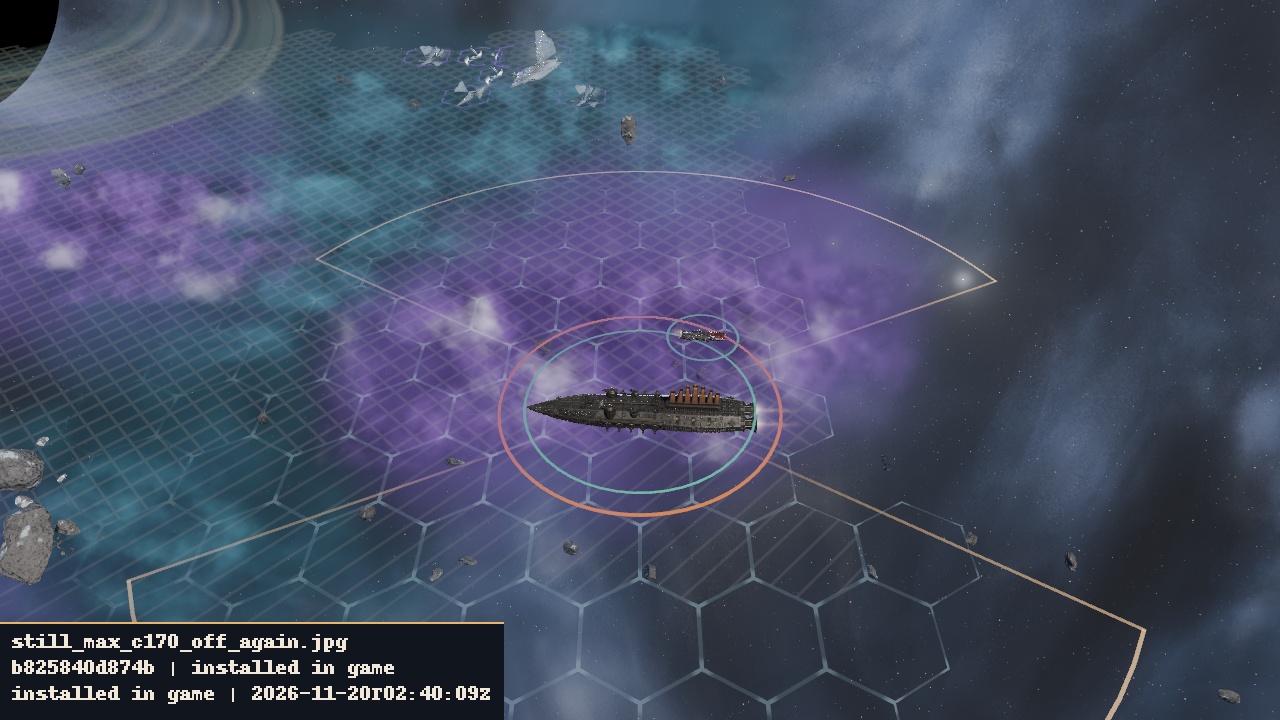 still_max_c170_off_again.jpg
b825840d874b | installed in game
installed in game | 2026-11-20T02:40:09Z